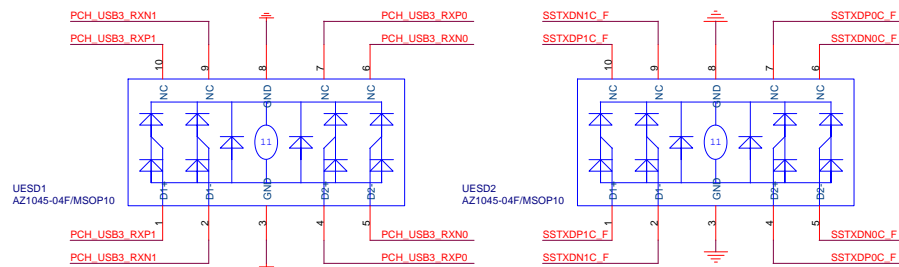 PCH_USB3_RXN1
PCH_USB3_RXP0
PCH_USB3_RXP1
PCH_USB3_RXN0
10
9
8
7
6
NC
NC
GND
NC
NC
11
UESD1
AZ1045-04F/MSOP10
D1+
D1-
GND
D2+
D2-
1
2
3
4
5
PCH_USB3_RXP1
PCH_USB3_RXN0
PCH_USB3_RXN1
PCH_USB3_RXP0
SSTXDN1C_F
SSTXDP0C_F
SSTXDP1C_F
SSTXDN0C_F
10
9
8
7
6
NC
NC
GND
NC
NC
11
UESD2
AZ1045-04F/MSOP10
D1+
D1-
GND
D2+
D2-
1
2
3
4
5
SSTXDP1C_F
SSTXDN0C_F
SSTXDN1C_F
SSTXDP0C_F